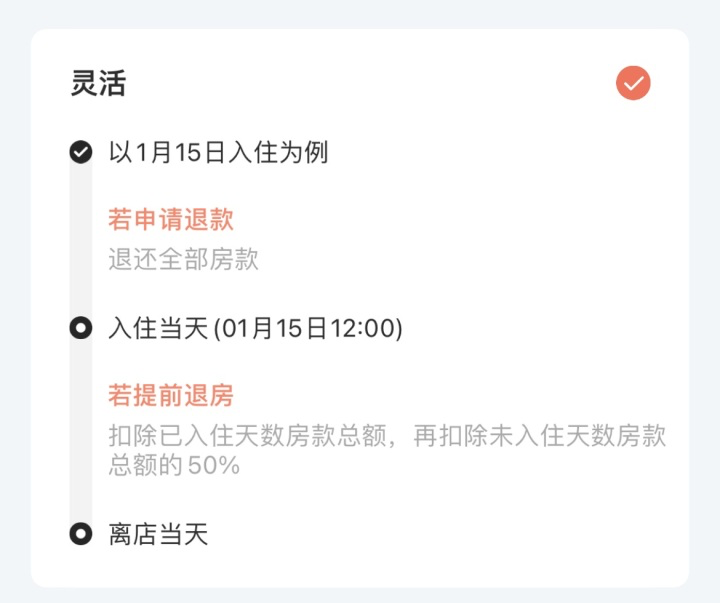 灵活
以1月15日入住为例
若申请退款
退还全部房款
入住当天(01月15日12:00)
若提前退房
扣除已入住天数房款总额，再扣除未入住天数房款
总额的50%
离店当天